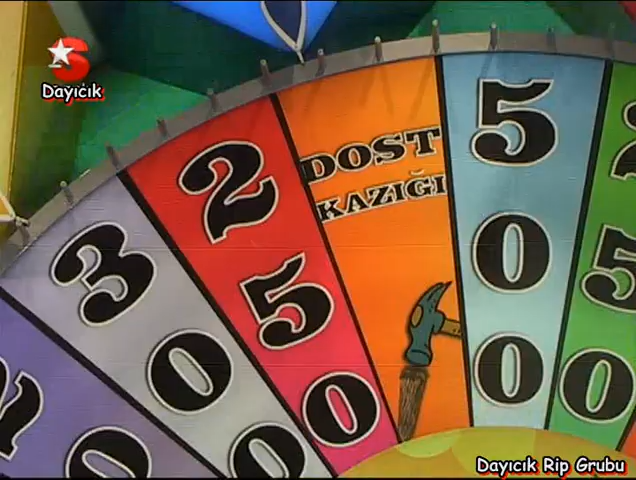 Dayıcık
DOST
KAZIĞI
500
250
300
Dayıcık Rip Grubu